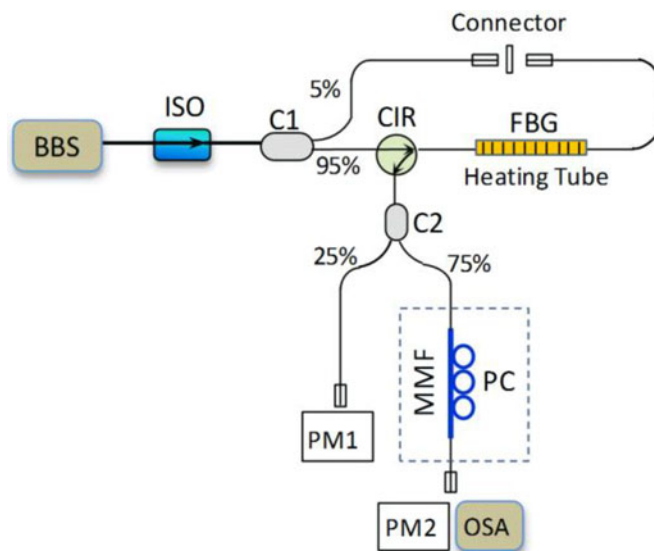 Connector
5%
ISO
C1
CIR
FBG
BBS
95%
Heating Tube
C2
25%
75%
MMF
PC
PM1
PM2
OSA